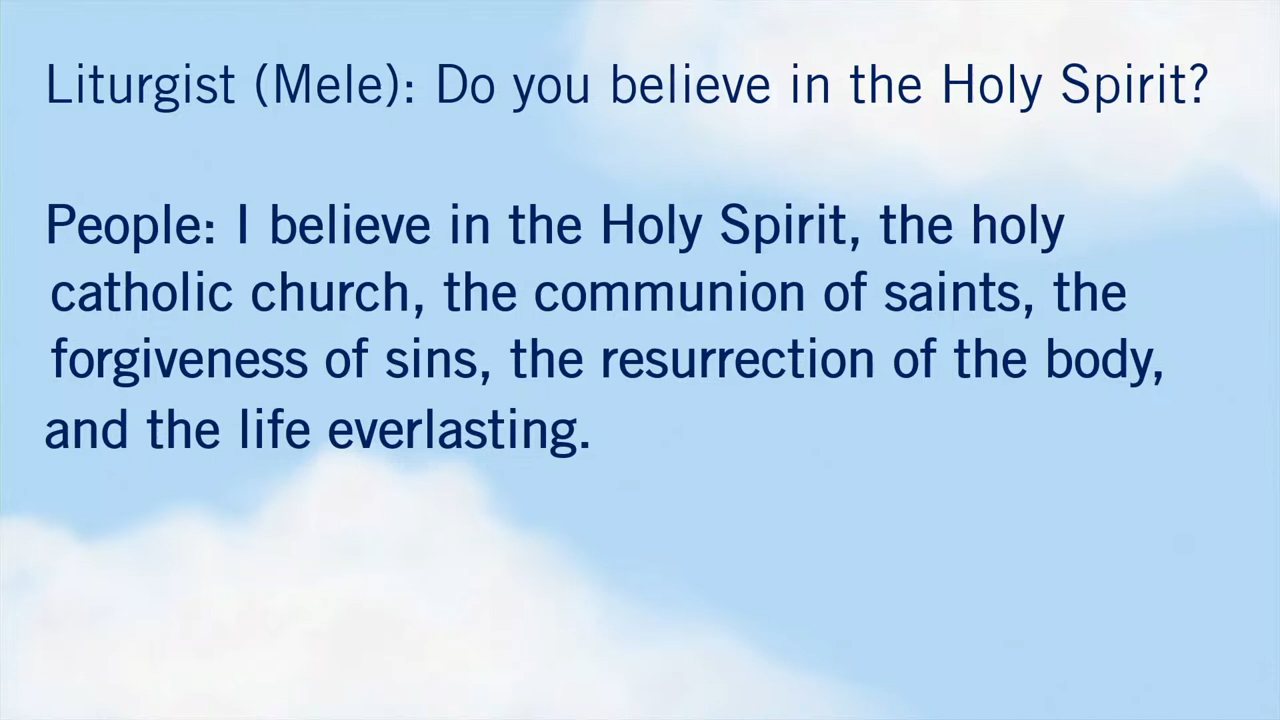 Liturgist (Mele): Do you believe in the Holy Spirit?
People: I believe in the Holy Spirit, the holy
catholic church, the communion of saints, the
forgiveness of sins, the resurrection of the body,
and the life everlasting.